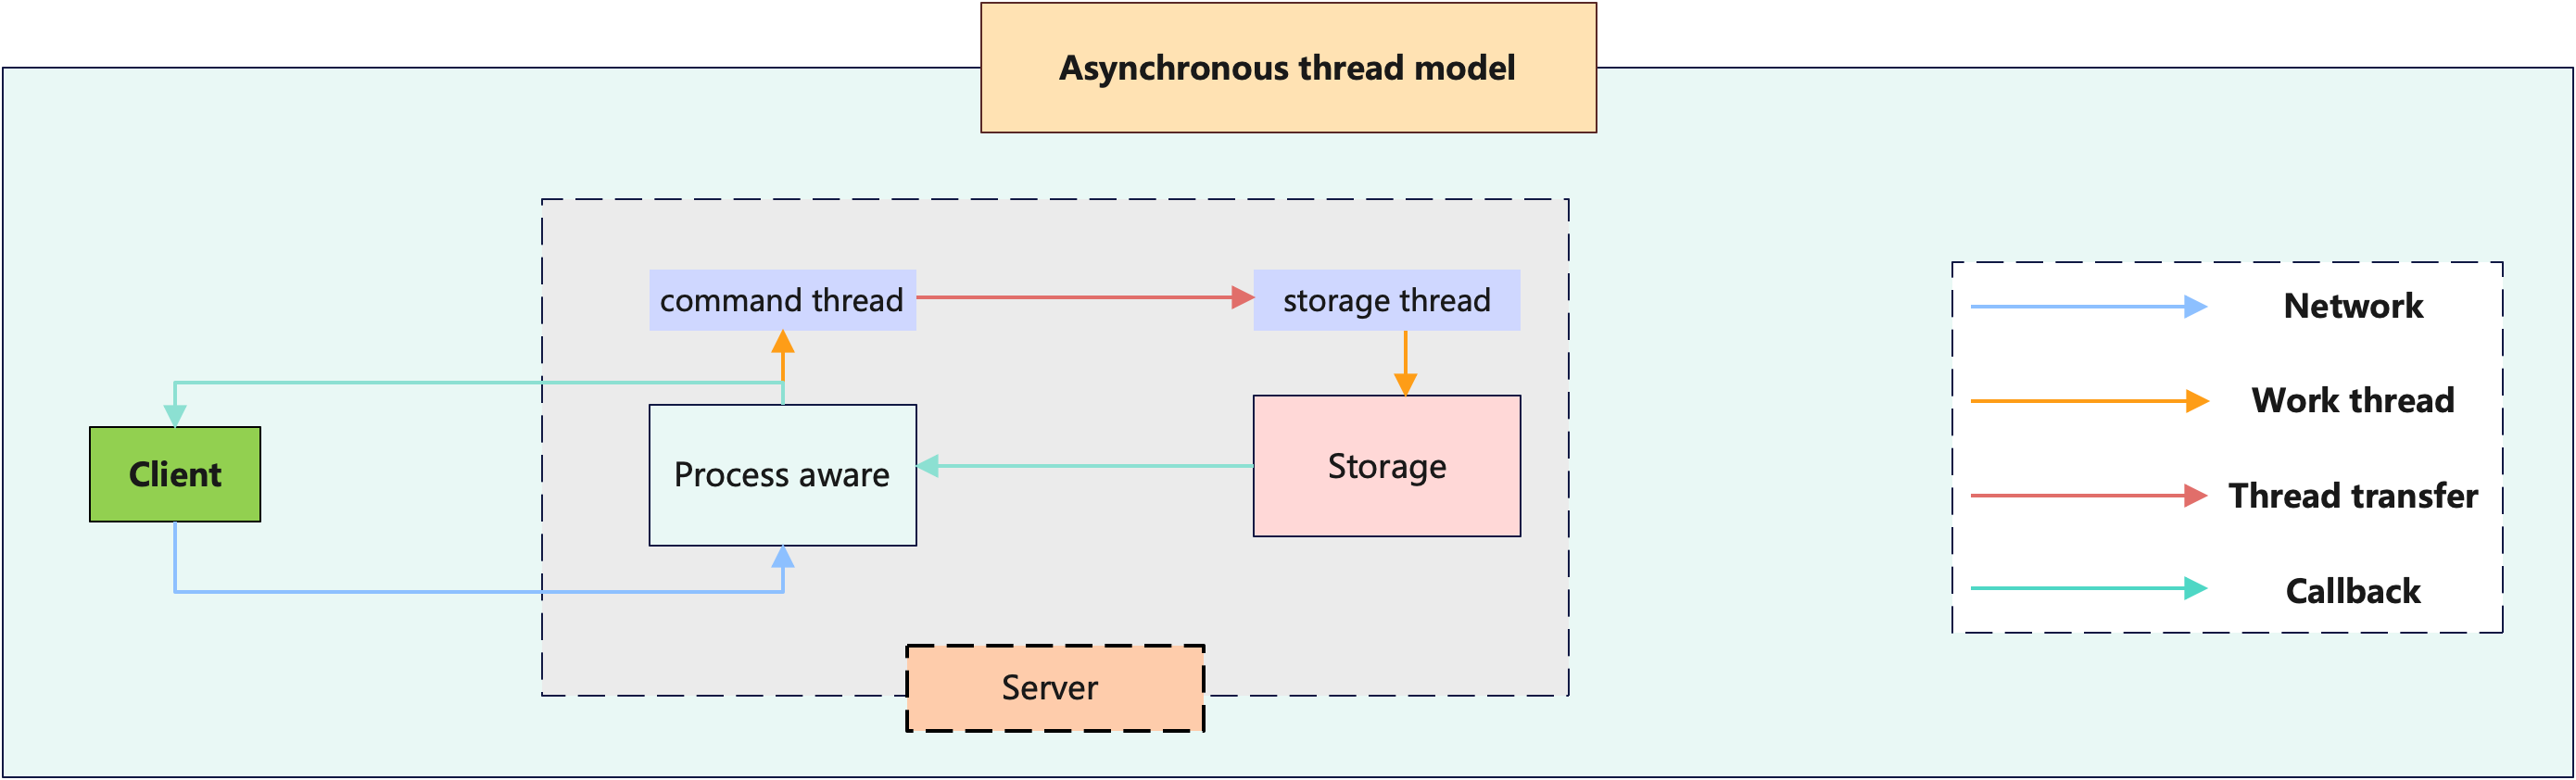 Asynchronous thread model
command thread
storage thread
Client
Process aware
Storage
Server
Network
Work thread
Thread transfer
Callback